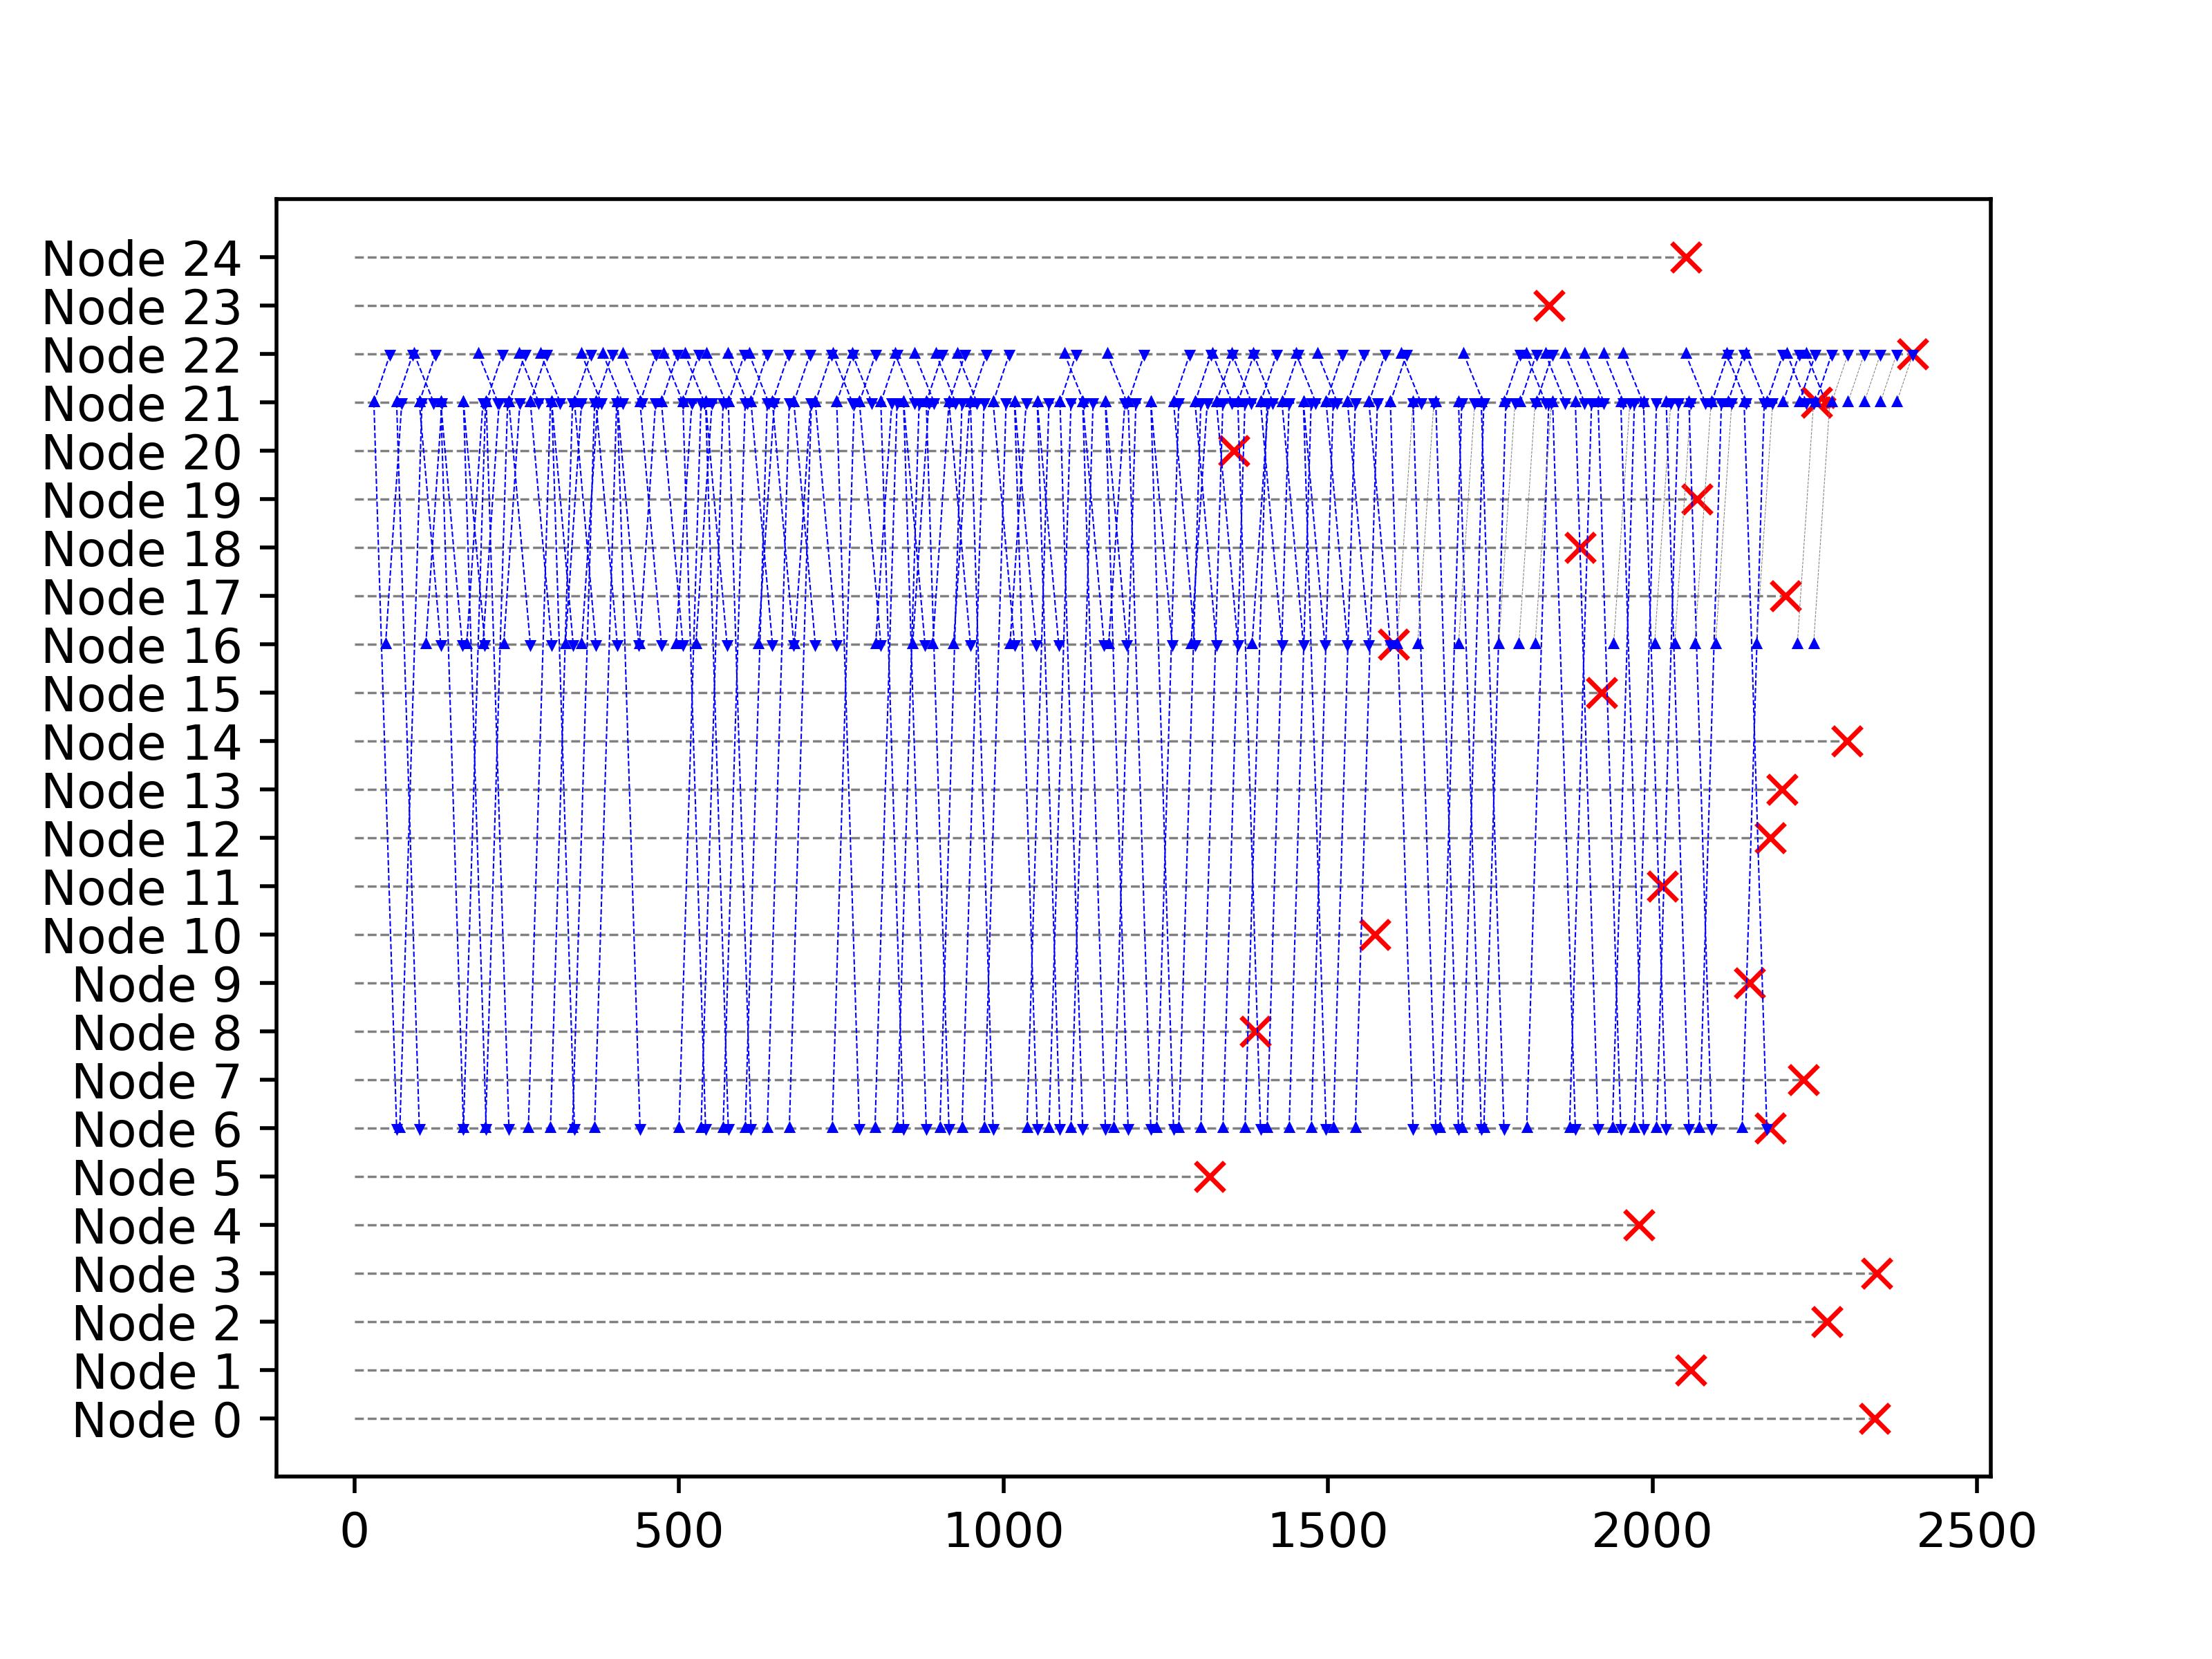 Node 24
Node 23
Node 22
Node 21
Node 20
Node 19
Node 18
Node 17
Node 16
Node 15
Node 14
Node 13
Node 12
Node 11
Node 10
Node 9
Node 8
Node 7
Node 6
Node 5
Node 4
Node 3
Node 2
Node 1
Node 0
0 500 1000 1500 2000 2500